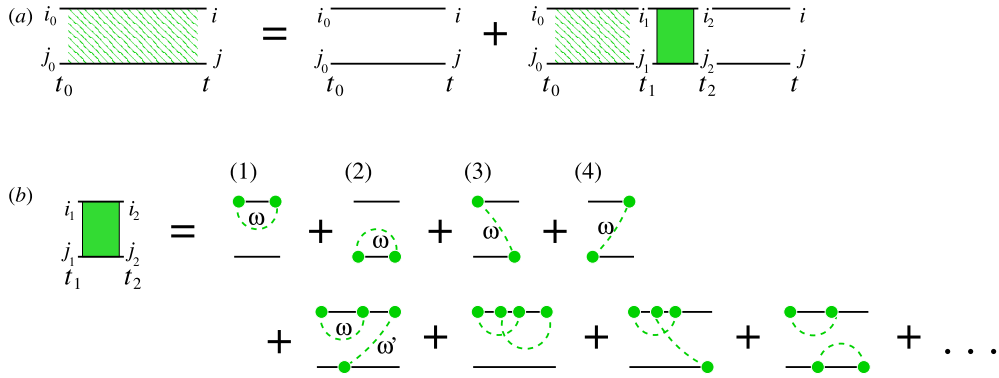 (a) i₀ i = i₀ i + i₀ i₁ i₂ i
j₀ j j₀ j j₀ j₁ j₂ j
t₀ t t₀ t t₀ t₁ t₂ t
(1) (2) (3) (4)
(b) i₁ i₂ = ω + ω + ω + ω
j₁ j₂
t₁ t₂
+ ω ω' + + + + . . .